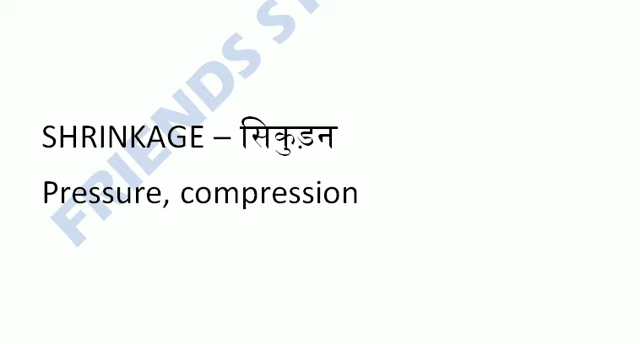 FRIENDS
SHRINKAGE – सिकुड़न
Pressure, compression